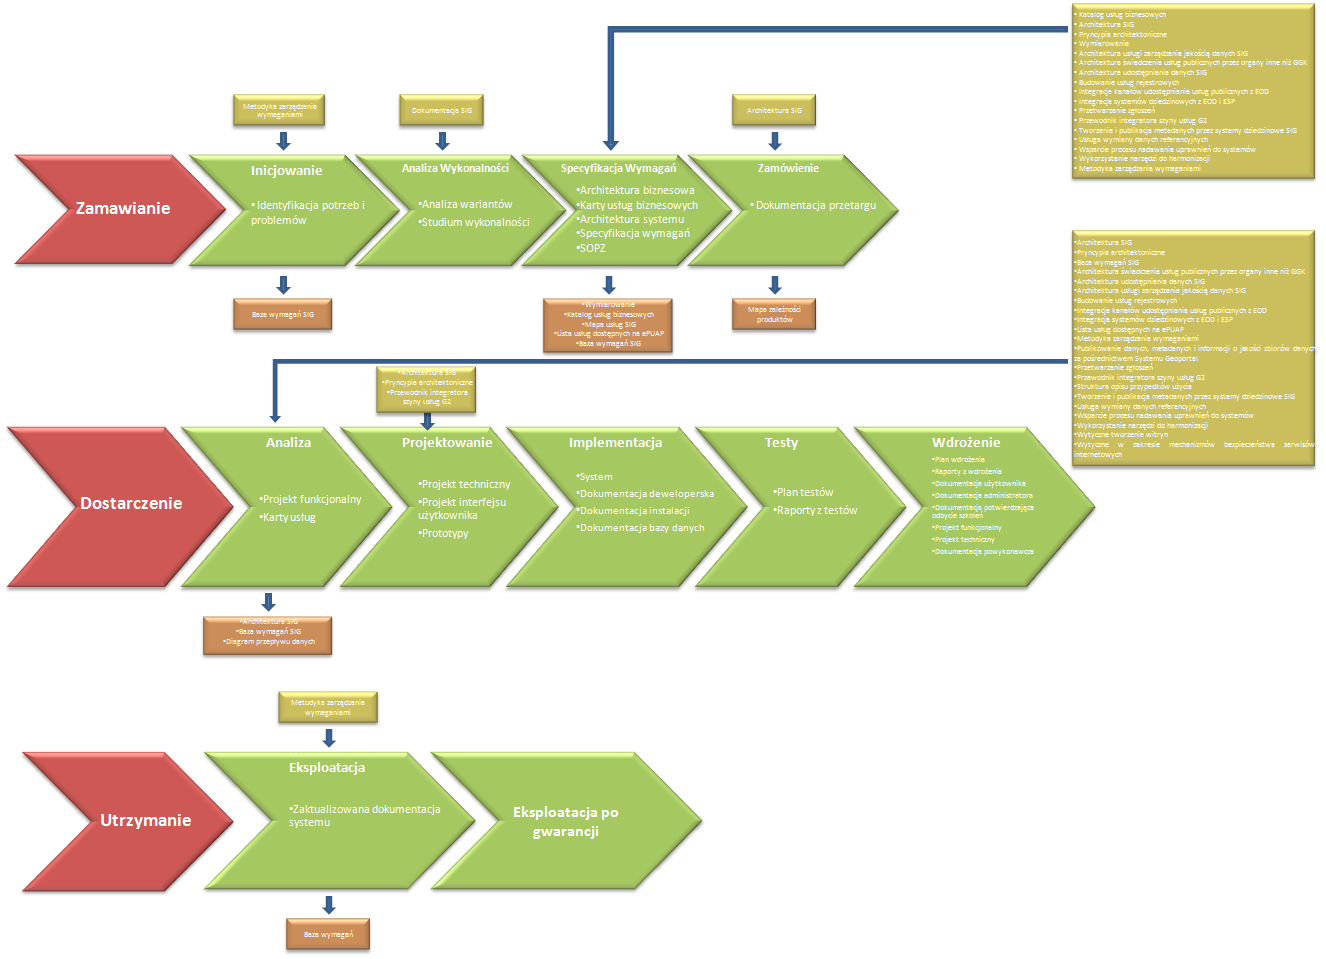 • Katalog usług biznesowych
• Architektura SIG
• Pryncypia architektoniczne
• Wymiarowanie
• Architektura usługi zarządzania jakością danych SIG
• Architektura świadczenia usług publicznych przez organy inne niż GGK
• Architektura udostępniania danych SIG
• Budowanie usług rejestrowych
• Integracja kanałów udostępniania usług publicznych z EOD
• Integracja systemów dziedzinowych z EOD i ESP
• Przetwarzanie zgłoszeń
• Przewodnik integratora szyny usług G2
• Tworzenie i publikacja metadanych przez systemy dziedzinowe SIG
• Usługa wymiany danych referencyjnych
• Wsparcie procesu nadawania uprawnień do systemów
• Wykorzystanie narzędzi do harmonizacji
• Metodyka zarządzania wymaganiami
Metodyka zarządzania
wymaganiami
Dokumentacja SIG
Architektura SIG
Zamawianie
Inicjowanie
• Identyfikacja potrzeb i
problemów
Analiza Wykonalności
• Analiza wariantów
• Studium wykonalności
Specyfikacja Wymagań
•Architektura biznesowa
•Karty usług biznesowych
•Architektura systemu
•Specyfikacja wymagań
•SOPZ
Zamówienie
• Dokumentacja przetargu
Baza wymagań SIG
•Wymiarowanie
•Katalog usług biznesowych
•Mapa usług SIG
•Lista usług dostępnych na ePUAP
•Baza wymagań SIG
Mapa zależności
produktów
•Architektura SIG
•Pryncypia architektoniczne
•Baza wymagań SIG
•Architektura świadczenia usług publicznych przez organy inne niż GGK
•Architektura udostępniania danych SIG
•Architektura usługi zarządzania jakością danych SIG
•Budowanie usług rejestrowych
•Integracja kanałów udostępniania usług publicznych z EOD
•Integracja systemów dziedzinowych z EOD i ESP
•Lista usług dostępnych na ePUAP
•Metodyka zarządzania wymaganiami
•Publikowanie danych, metadanych i informacji o jakości zbiorów danych
za pośrednictwem Systemu Geoportal
•Przetwarzanie zgłoszeń
•Przewodnik integratora szyny usług G2
•Struktura opisu przypadków użycia
•Tworzenie i publikacja metadanych przez systemy dziedzinowe SIG
•Usługa wymiany danych referencyjnych
•Wsparcie procesu nadawania uprawnień do systemów
•Wykorzystanie narzędzi do harmonizacji
•Wytyczne tworzenia witryn
•Wytyczne w zakresie mechanizmów bezpieczeństwa serwisów
internetowych
•Architektura SIG
•Pryncypia architektoniczne
•Przewodnik integratora
szyny usług G2
Dostarczenie
Analiza
•Projekt funkcjonalny
•Karty usług
Projektowanie
•Projekt techniczny
•Projekt interfejsu
użytkownika
•Prototypy
Implementacja
•System
•Dokumentacja deweloperska
•Dokumentacja instalacji
•Dokumentacja bazy danych
Testy
•Plan testów
•Raporty z testów
Wdrożenie
•Plan wdrożenia
•Raporty z wdrożenia
•Dokumentacja użytkownika
•Dokumentacja administratora
•Dokumentacja potwierdzająca
odbycie szkoleń
•Projekt funkcjonalny
•Projekt techniczny
•Dokumentacja powykonawcza
•Architektura SIG
•Baza wymagań SIG
•Diagram przepływu danych
Metodyka zarządzania
wymaganiami
Utrzymanie
Eksploatacja
•Zaktualizowana dokumentacja
systemu
Eksploatacja po
gwarancji
Baza wymagań